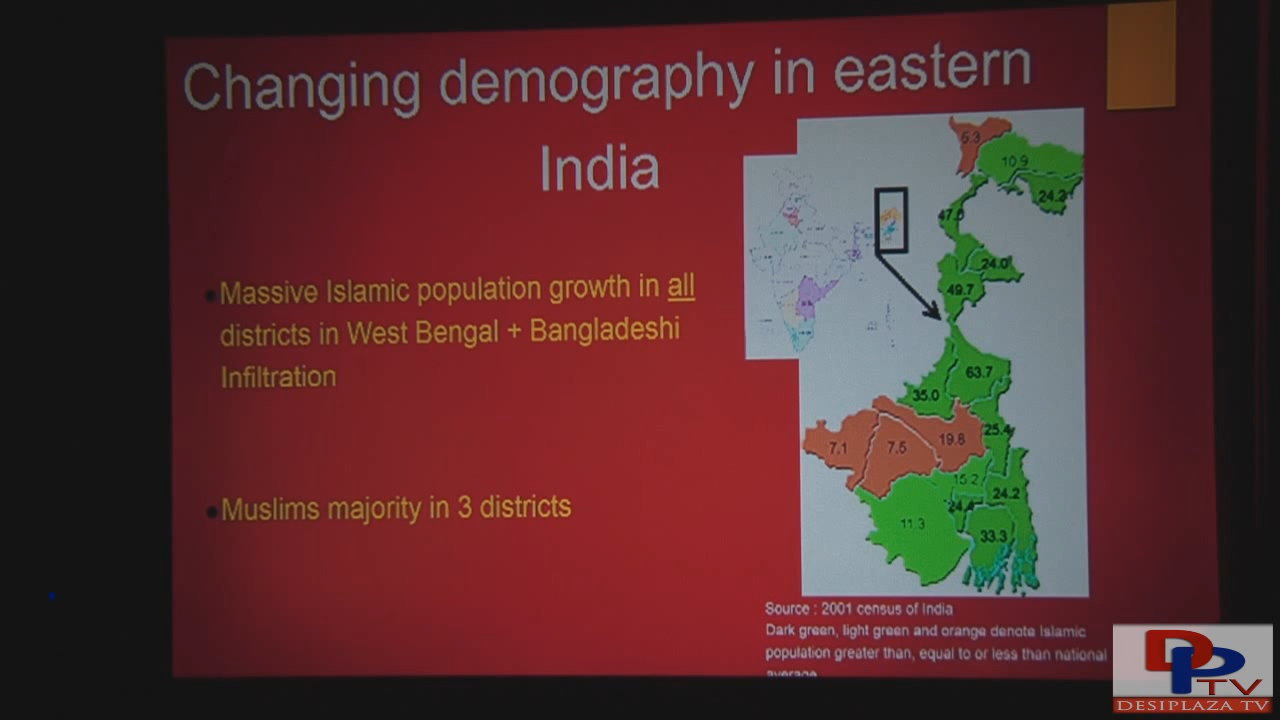 Changing demography in eastern
India
Massive Islamic population growth in all
districts in West Bengal + Bangladeshi
Infiltration
Muslims majority in 3 districts
5.3
10.9
24.2
47.0
24.0
49.7
63.7
35.0
25.4
19.8
7.1
7.5
15.2
24.2
24.4
11.3
33.3
Source : 2001 census of India
Dark green, light green and orange denote Islamic
population greater than, equal to or less than national
average
DP
TV
DESIPLAZA TV